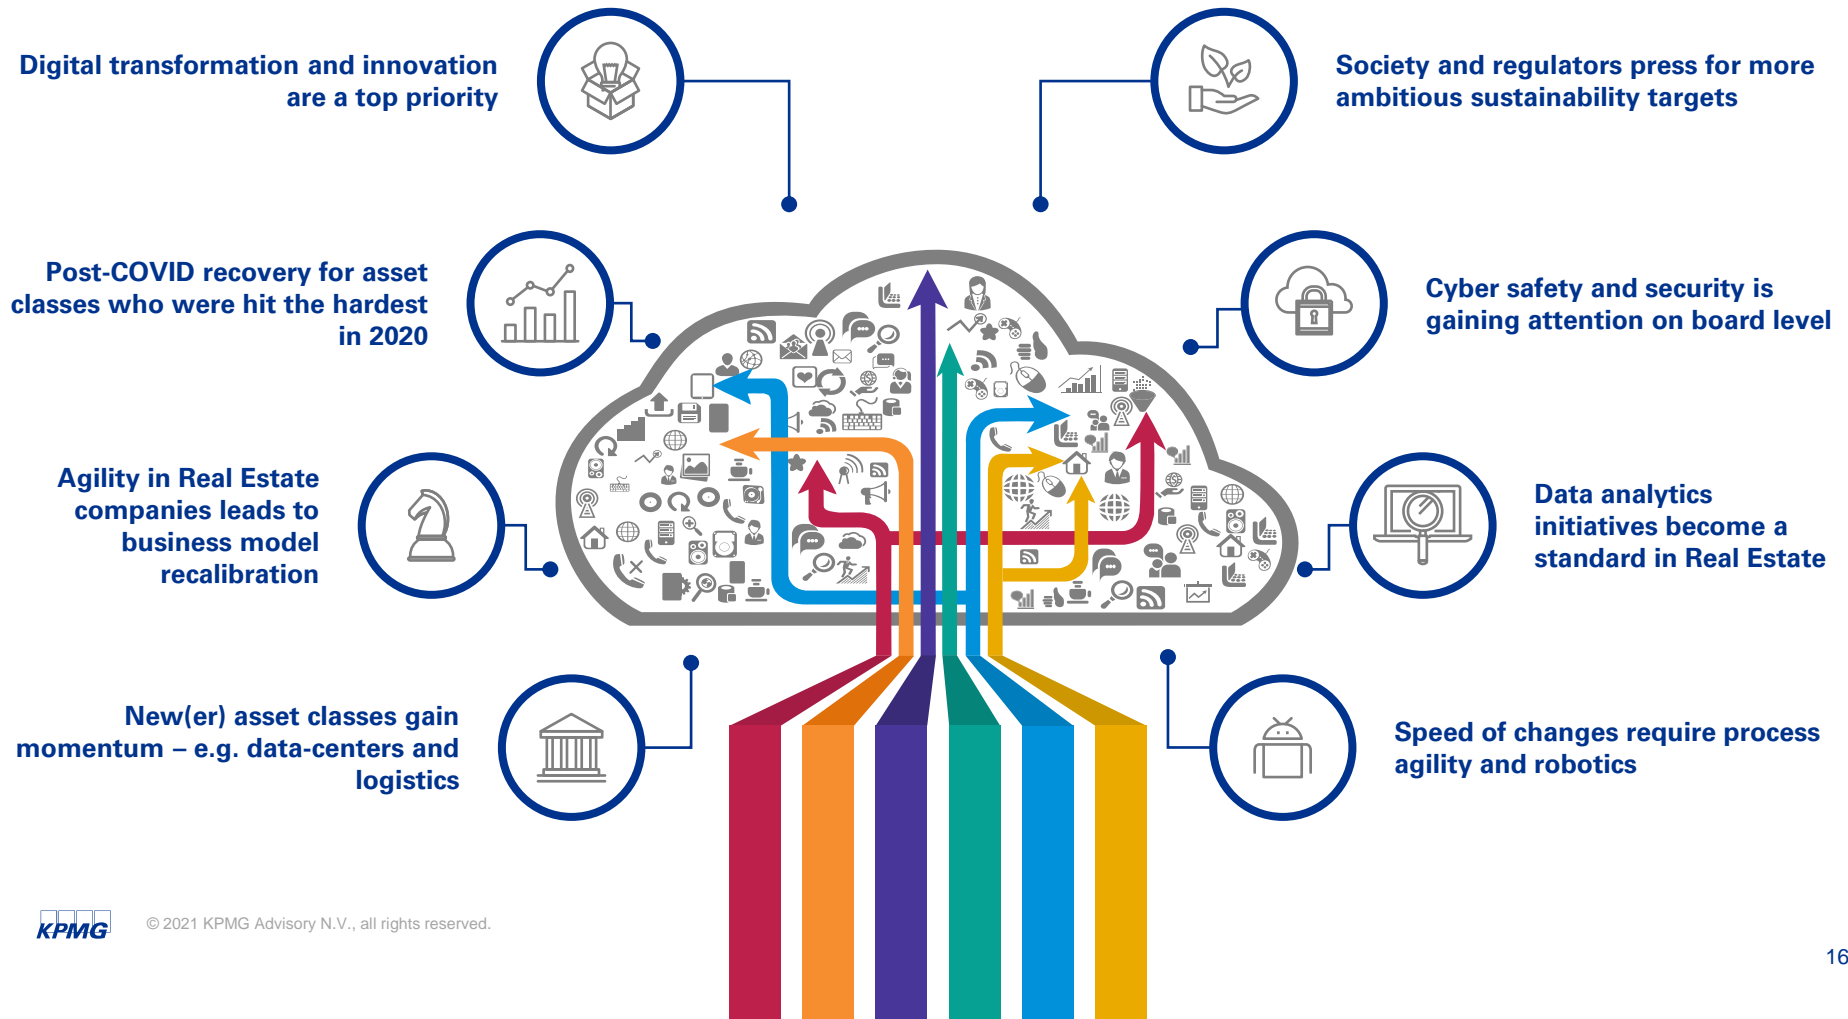 Digital transformation and innovation
are a top priority
Society and regulators press for more
ambitious sustainability targets
Post-COVID recovery for asset
classes who were hit the hardest
in 2020
Cyber safety and security is
gaining attention on board level
Agility in Real Estate
companies leads to
business model
recalibration
Data analytics
initiatives become a
standard in Real Estate
New(er) asset classes gain
momentum – e.g. data-centers and
logistics
Speed of changes require process
agility and robotics
KPMG
© 2021 KPMG Advisory N.V., all rights reserved.
16